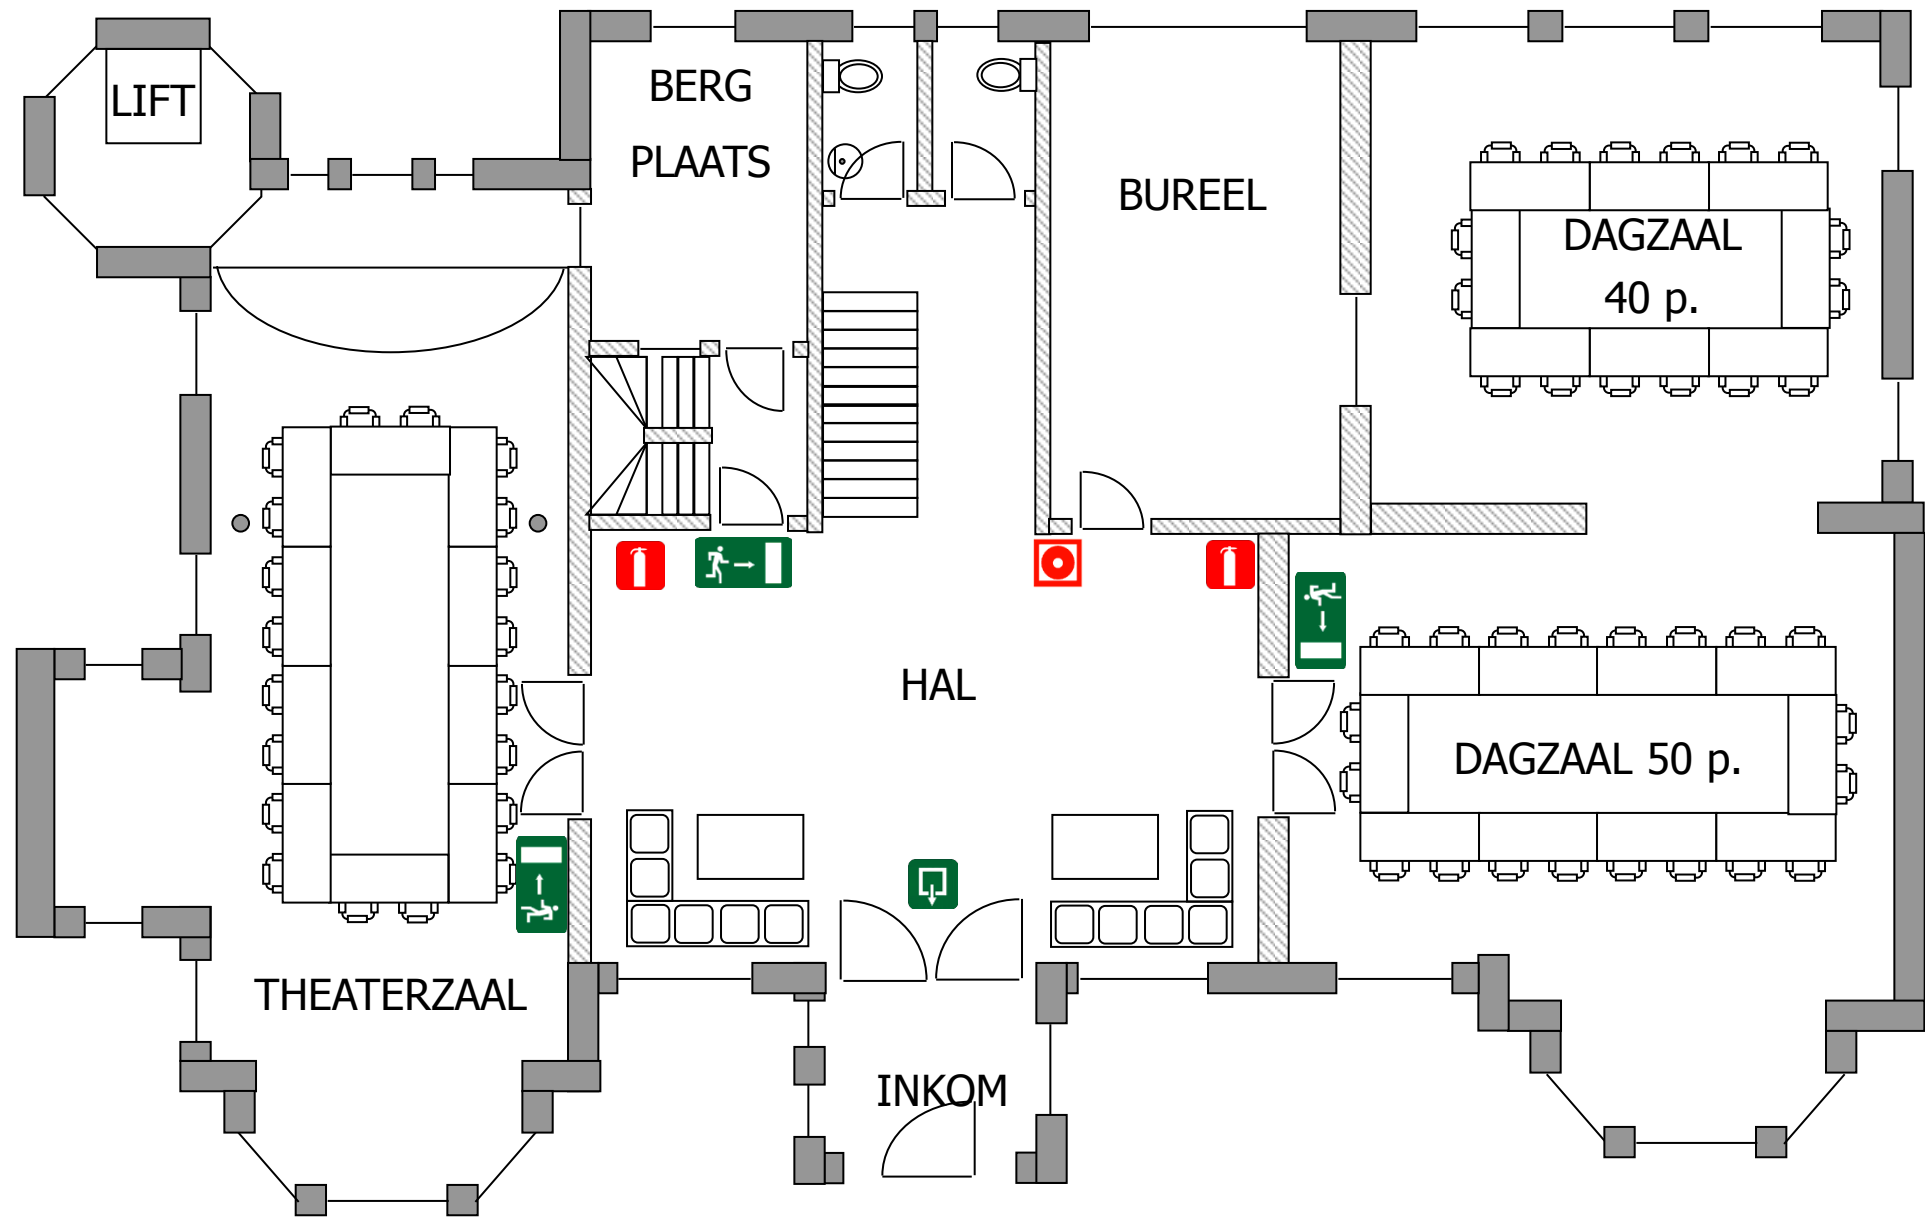 LIFT
BERG
PLAATS
BUREEL
DAGZAAL
40 p.
HAL
DAGZAAL 50 p.
THEATERZAAL
INKOM